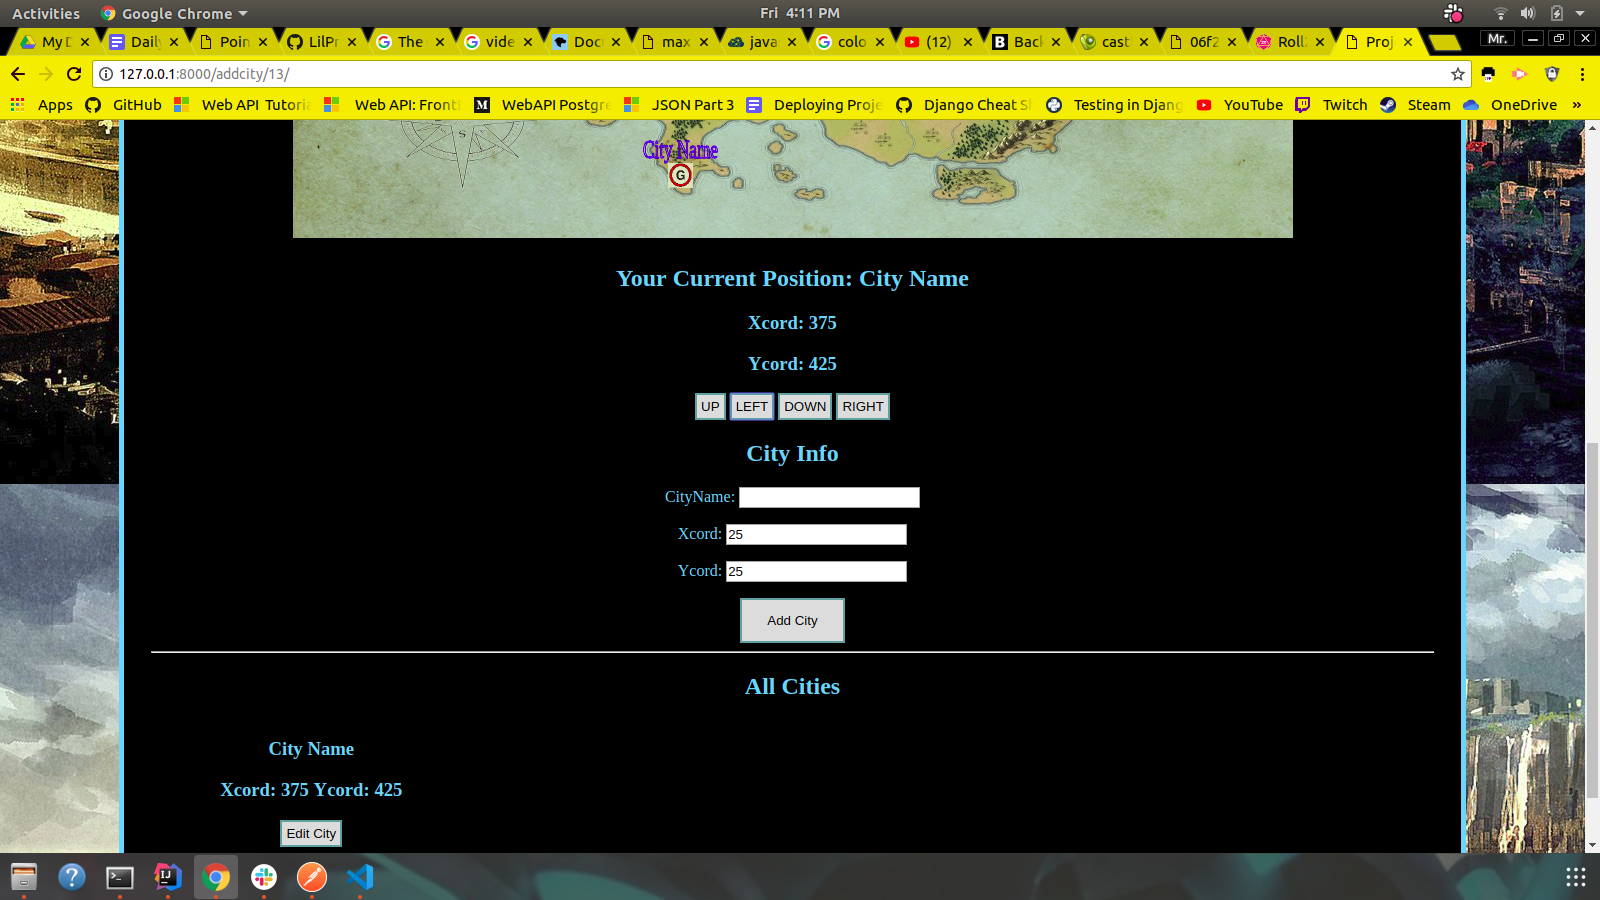 Activities
Google Chrome
Fri 4:11 PM
My D
Daily
Poin
LilPr
The
vide
Doc
max
java
colo
(12)
Back
cast
06f2
Roll
Proj
Mr.
127.0.0.1:8000/addcity/13/
Apps
GitHub
Web API Tutoria
Web API: Frontf
WebAPI Postgre
JSON Part 3
Deploying Proje
Django Cheat Sh
Testing in Djang
YouTube
Twitch
Steam
OneDrive
»
S
City Name
G
Your Current Position: City Name
Xcord: 375
Ycord: 425
UP LEFT DOWN RIGHT
City Info
CityName:
Xcord: 25
Ycord: 25
Add City
All Cities
City Name
Xcord: 375 Ycord: 425
Edit City